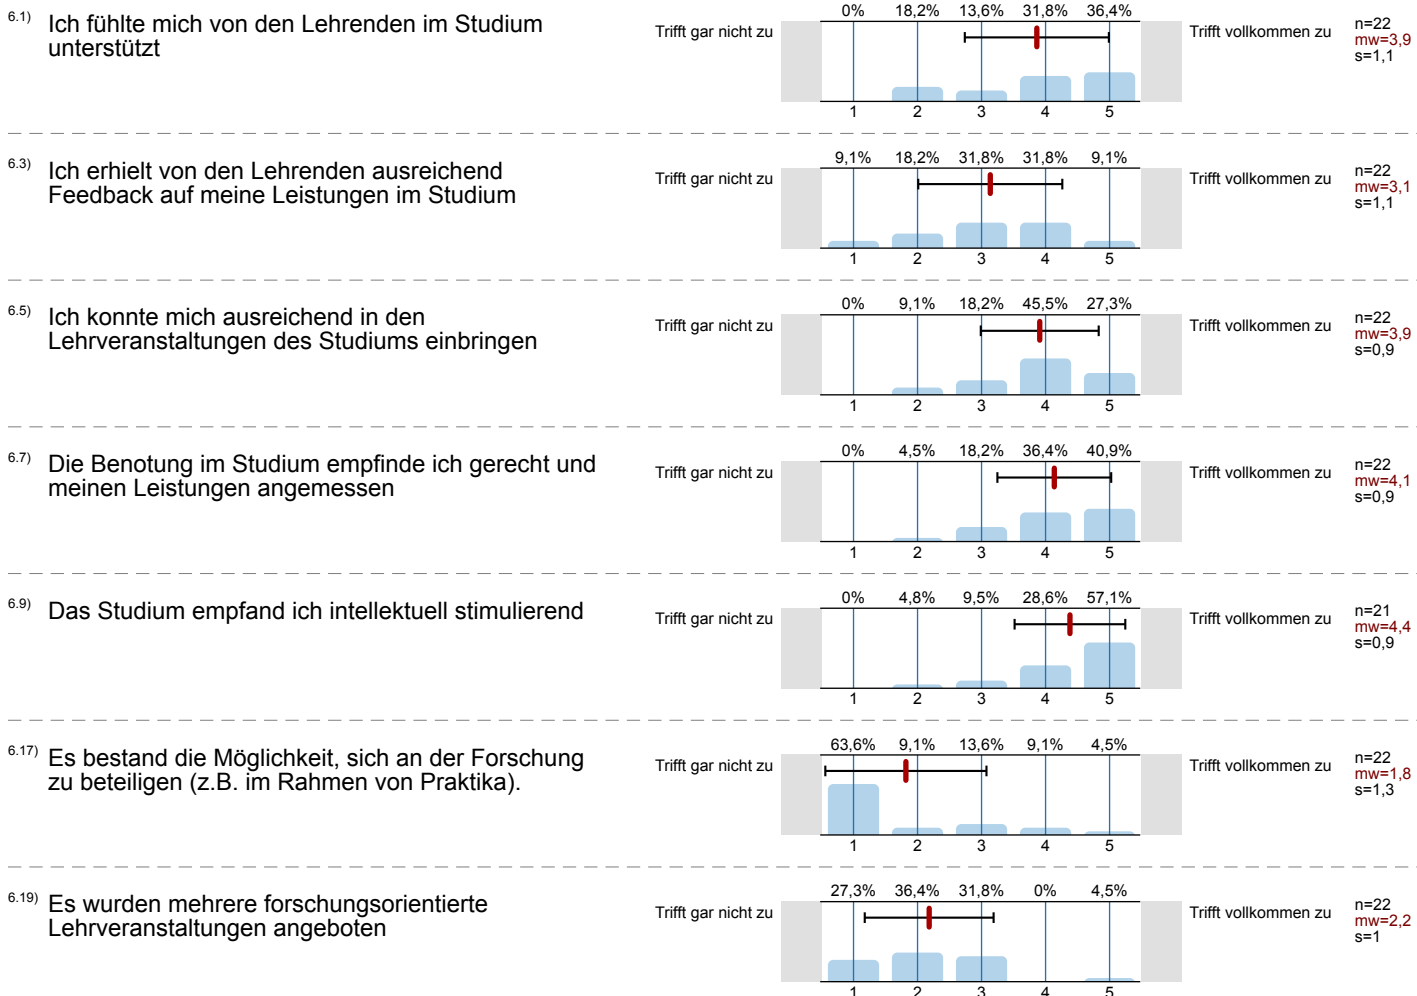 6.1) Ich fühlte mich von den Lehrenden im Studium
unterstützt
Trifft gar nicht zu
0% 18,2% 13,6% 31,8% 36,4%
1 2 3 4 5
Trifft vollkommen zu
n=22
mw=3,9
s=1,1
6.3) Ich erhielt von den Lehrenden ausreichend
Feedback auf meine Leistungen im Studium
Trifft gar nicht zu
9,1% 18,2% 31,8% 31,8% 9,1%
1 2 3 4 5
Trifft vollkommen zu
n=22
mw=3,1
s=1,1
6.5) Ich konnte mich ausreichend in den
Lehrveranstaltungen des Studiums einbringen
Trifft gar nicht zu
0% 9,1% 18,2% 45,5% 27,3%
1 2 3 4 5
Trifft vollkommen zu
n=22
mw=3,9
s=0,9
6.7) Die Benotung im Studium empfinde ich gerecht und
meinen Leistungen angemessen
Trifft gar nicht zu
0% 4,5% 18,2% 36,4% 40,9%
1 2 3 4 5
Trifft vollkommen zu
n=22
mw=4,1
s=0,9
6.9) Das Studium empfand ich intellektuell stimulierend
Trifft gar nicht zu
0% 4,8% 9,5% 28,6% 57,1%
1 2 3 4 5
Trifft vollkommen zu
n=21
mw=4,4
s=0,9
6.17) Es bestand die Möglichkeit, sich an der Forschung
zu beteiligen (z.B. im Rahmen von Praktika).
Trifft gar nicht zu
63,6% 9,1% 13,6% 9,1% 4,5%
1 2 3 4 5
Trifft vollkommen zu
n=22
mw=1,8
s=1,3
6.19) Es wurden mehrere forschungsorientierte
Lehrveranstaltungen angeboten
Trifft gar nicht zu
27,3% 36,4% 31,8% 0% 4,5%
1 2 3 4 5
Trifft vollkommen zu
n=22
mw=2,2
s=1